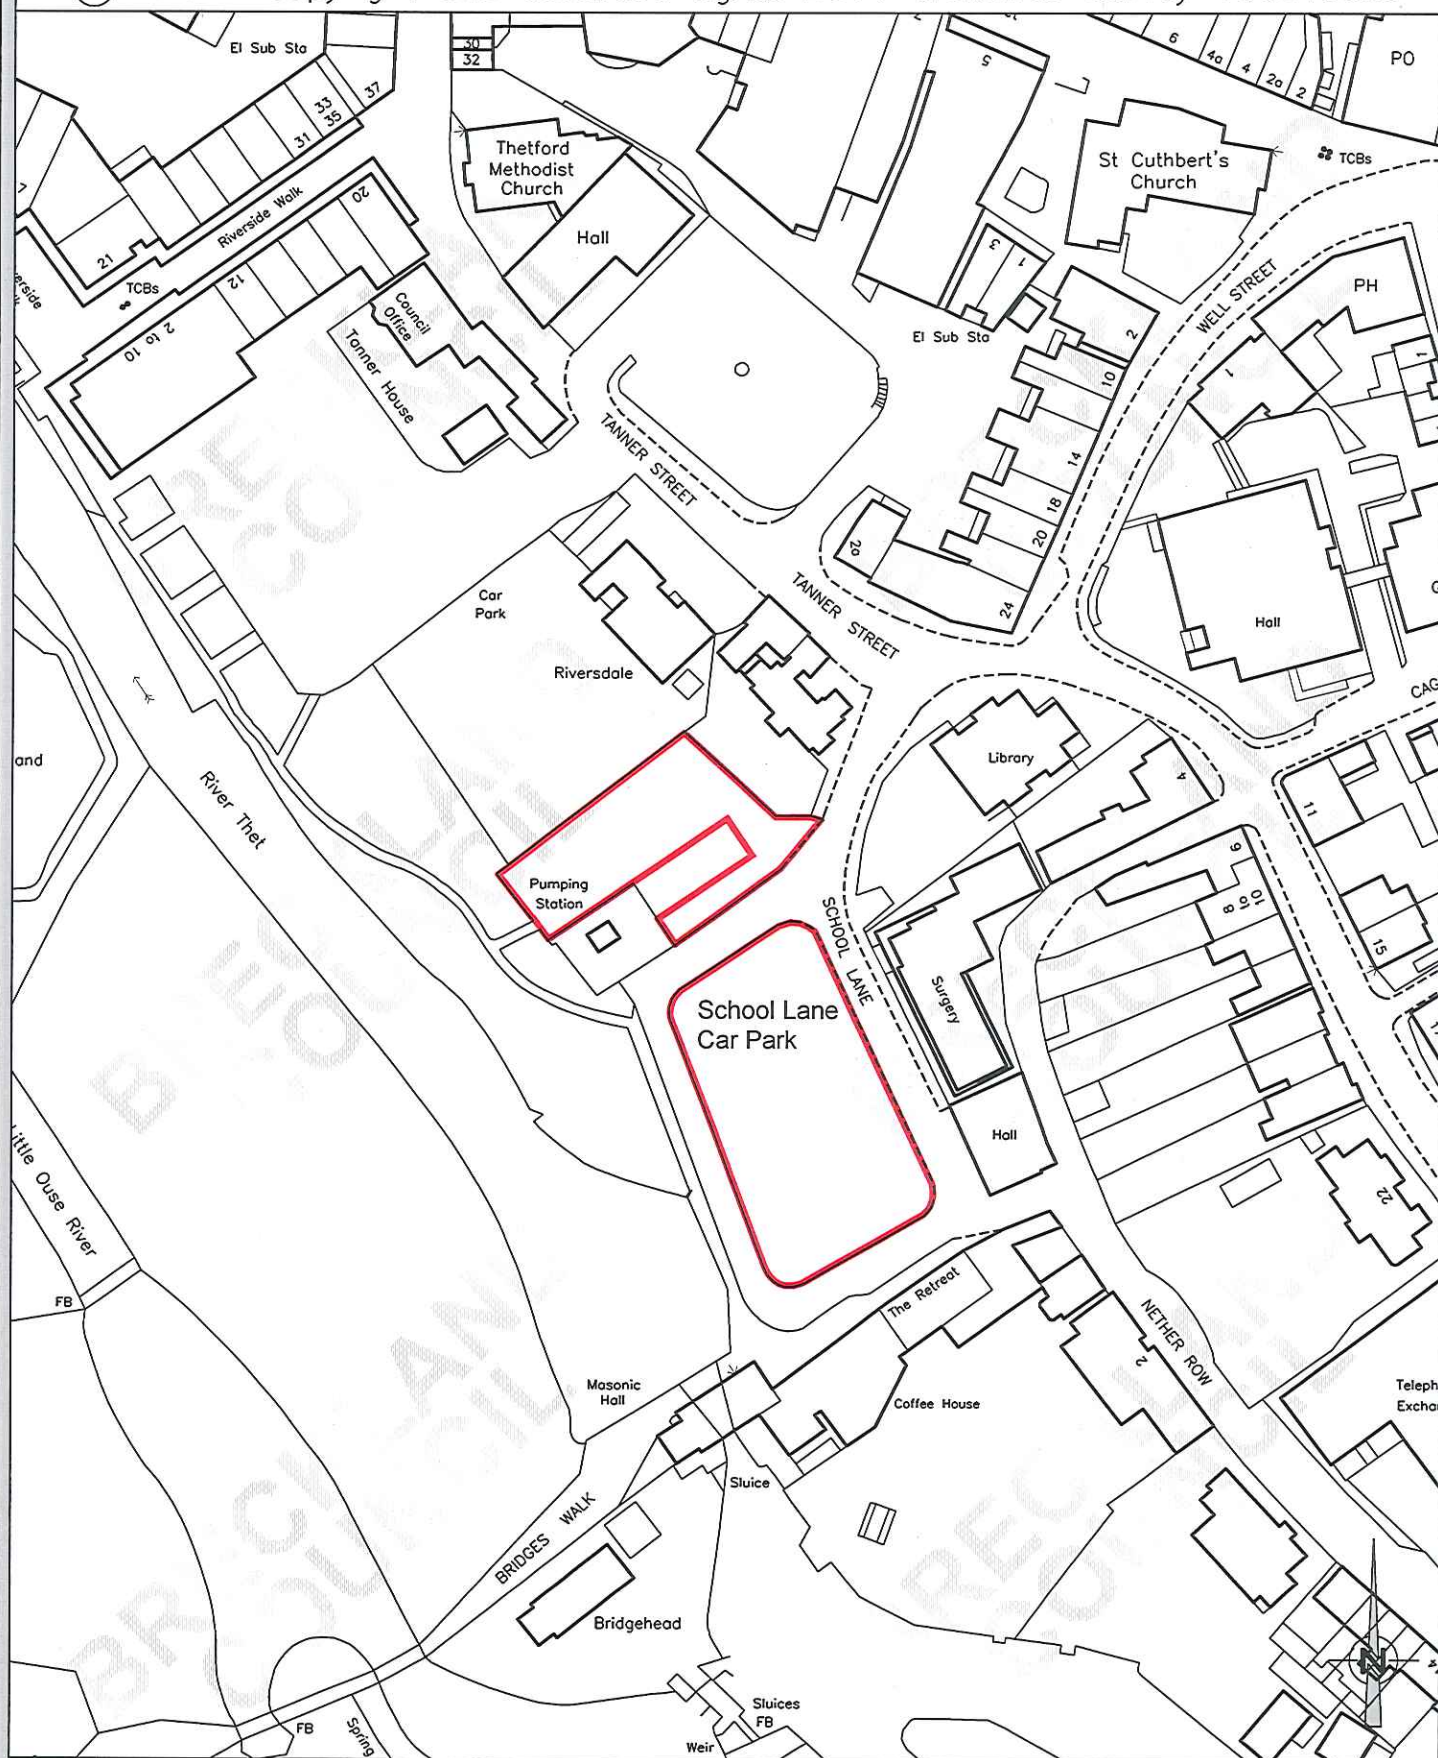 El Sub Sta
30
32
37
33
35
31
6
4a
4
2a
2
PO
5
Thetford
Methodist
Church
St Cuthbert's
Church
TCBs
Hall
Riverside Walk
20
21
TCBs
12
2 to 10
Council
Office
Tanner House
3
1
El Sub Sta
2
WELL STREET
PH
1
1
10
14
18
20
24
2a
TANNER STREET
TANNER STREET
Car
Park
Riversdale
Hall
Library
4
11
15
9
8
10
River Thet
Pumping
Station
SCHOOL LANE
Surgery
School Lane
Car Park
Hall
22
Little Ouse River
FB
The Retreat
NETHER ROW
2
Masonic
Hall
Coffee House
Sluice
BRIDGES WALK
Bridgehead
Sluices
FB
Weir
FB
Spring
N